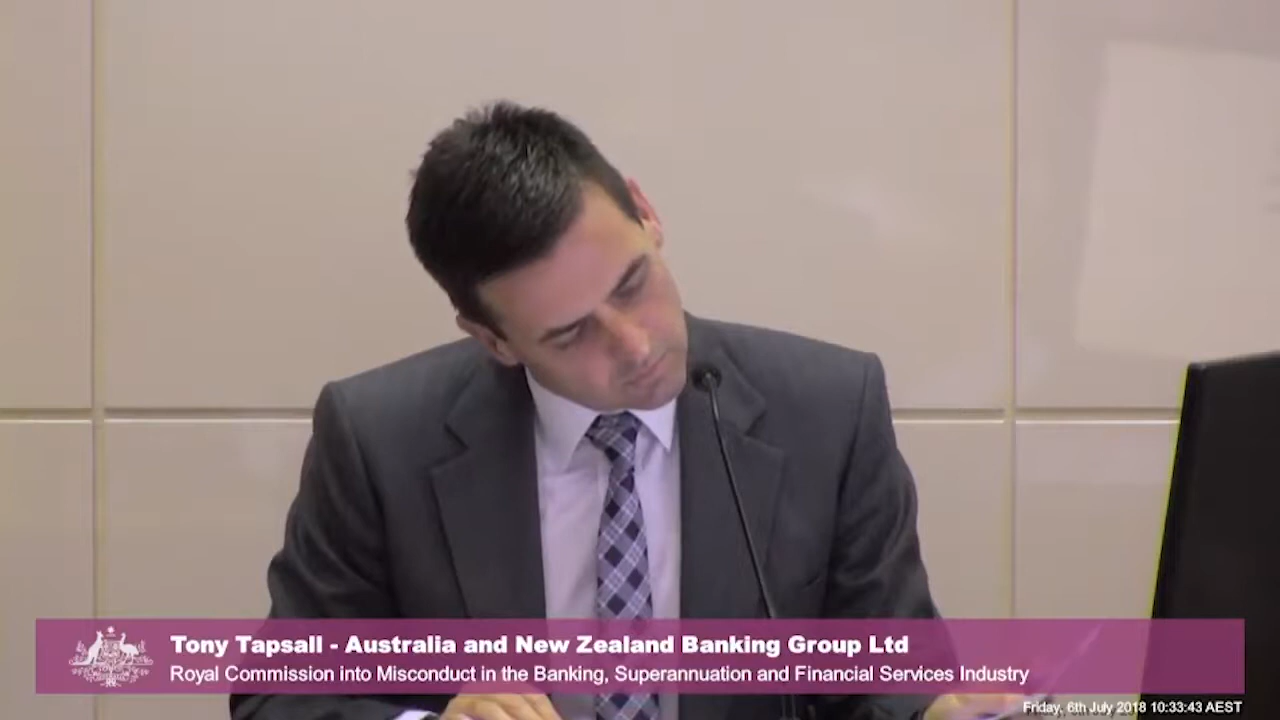 Tony Tapsall - Australia and New Zealand Banking Group Ltd
Royal Commission into Misconduct in the Banking, Superannuation and Financial Services Industry
Friday, 6th July 2018 10:33:43 AEST